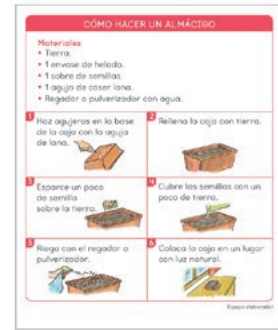 CÓMO HACER UN ALMÁCIGO
Materiales
• Tierra.
• 1 envase de helado.
• 1 sobre de semillas.
• 1 aguja de coser lana.
• Regador o pulverizador con agua.
1 Haz agujeros en la base
de la caja con la aguja
de lana.
2 Rellena la caja con tierra.
3 Esparce un poco
de semilla
sobre la tierra.
4 Cubre las semillas con un
poco de tierra.
5 Riega con el regador o
pulverizador.
6 Coloca la caja en un lugar
con luz natural.
Equipo elaborador